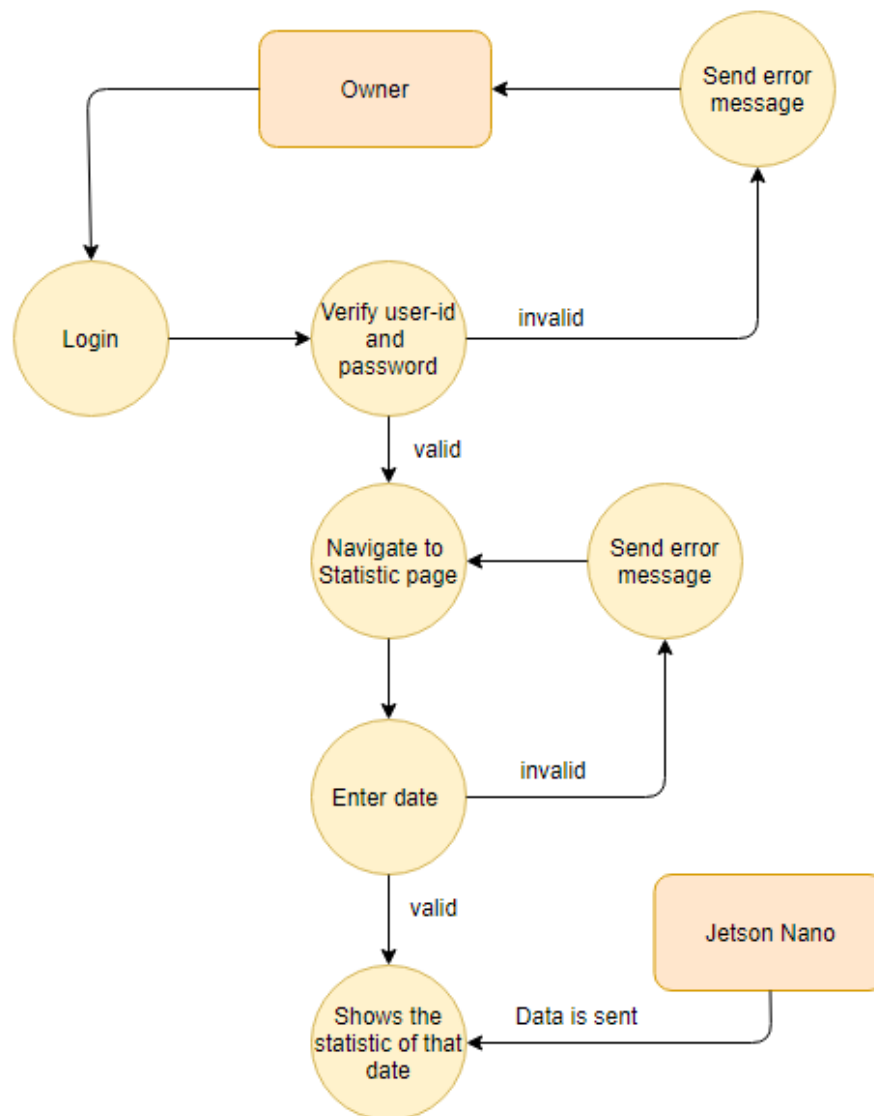 Owner
Send error
message
Login
Verify user-id
and
password
invalid
valid
Navigate to
Statistic page
Send error
message
Enter date
invalid
valid
Jetson Nano
Shows the
statistic of that
date
Data is sent